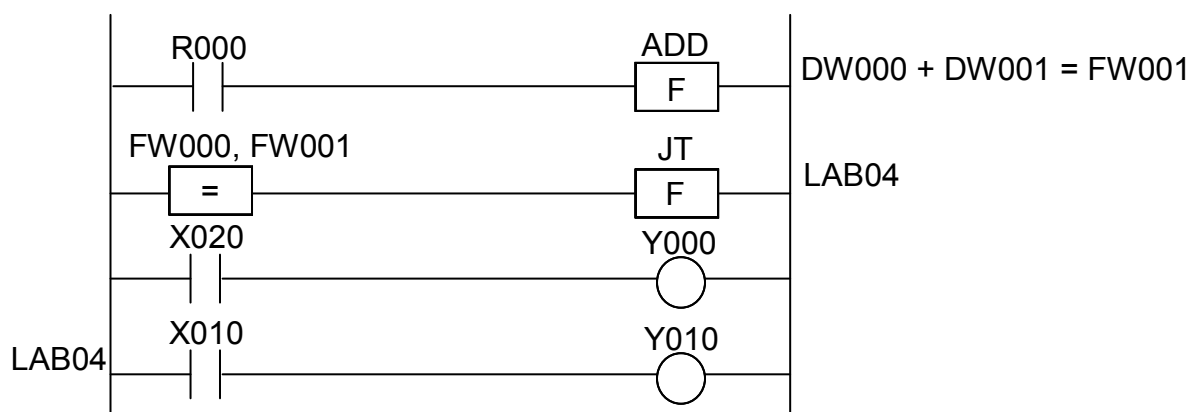 R000 ADD
F DW000 + DW001 = FW001
FW000, FW001 JT
= F LAB04
X020 Y000
X010 Y010
LAB04